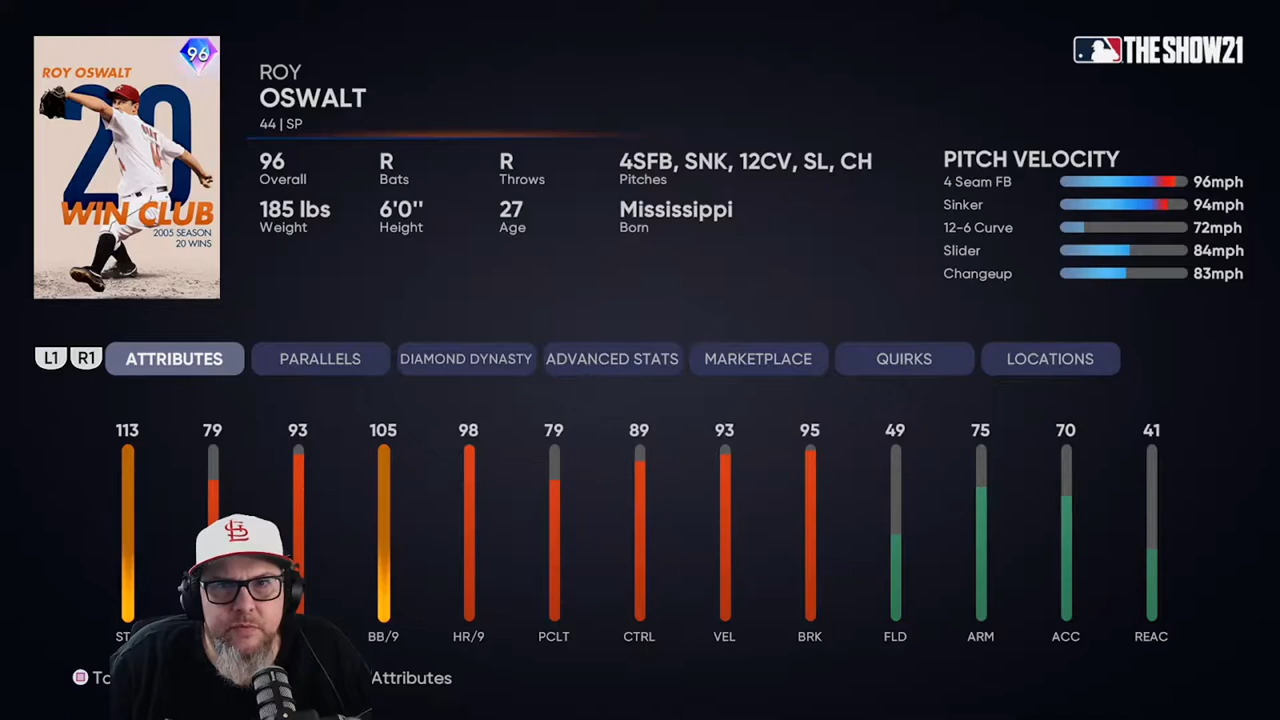 96
ROY OSWALT
20
WIN CLUB
2005 SEASON
20 WINS
ROY
OSWALT
44 | SP
96 R R 4SFB, SNK, 12CV, SL, CH
Overall Bats Throws Pitches
185 lbs 6'0'' 27 Mississippi
Weight Height Age Born
MLB THE SHOW 21
PITCH VELOCITY
4 Seam FB 96mph
Sinker 94mph
12-6 Curve 72mph
Slider 84mph
Changeup 83mph
L1 R1 ATTRIBUTES PARALLELS DIAMOND DYNASTY ADVANCED STATS MARKETPLACE QUIRKS LOCATIONS
113 79 93 105 98 79 89 93 95 49 75 70 41
BB/9 HR/9 PCLT CTRL VEL BRK FLD ARM ACC REAC
Attributes